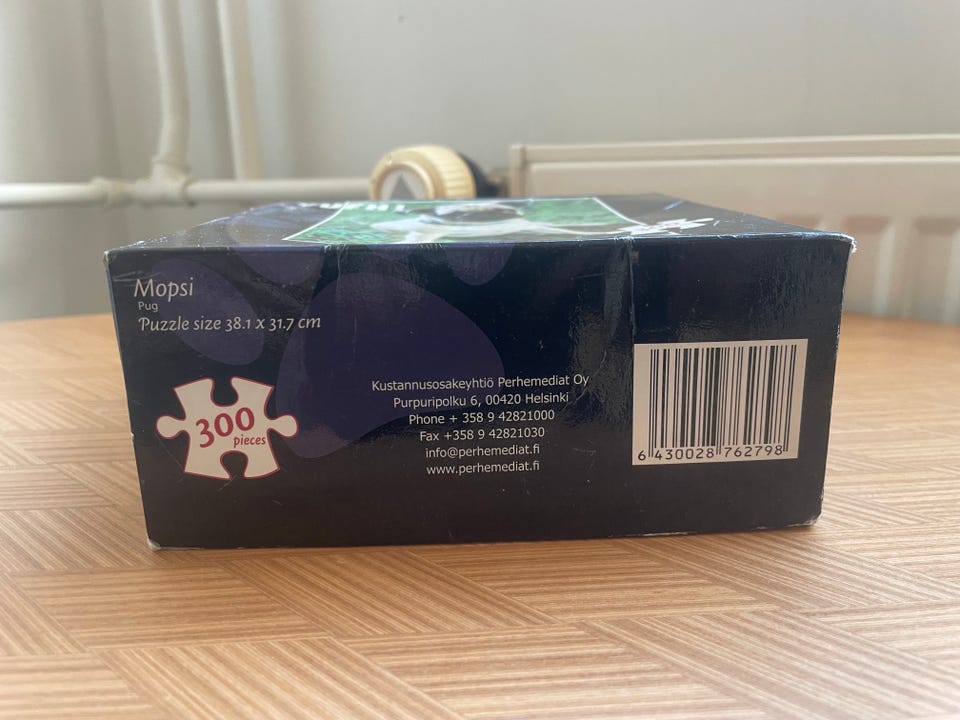 Mopsi
Pug
Puzzle size 38.1 x 31.7 cm
300
pieces
Kustannusosakeyhtiö Perhemediat Oy
Purpuripolku 6, 00420 Helsinki
Phone + 358 9 42821000
Fax +358 9 42821030
info@perhemediat.fi
www.perhemediat.fi
6 430028 762798